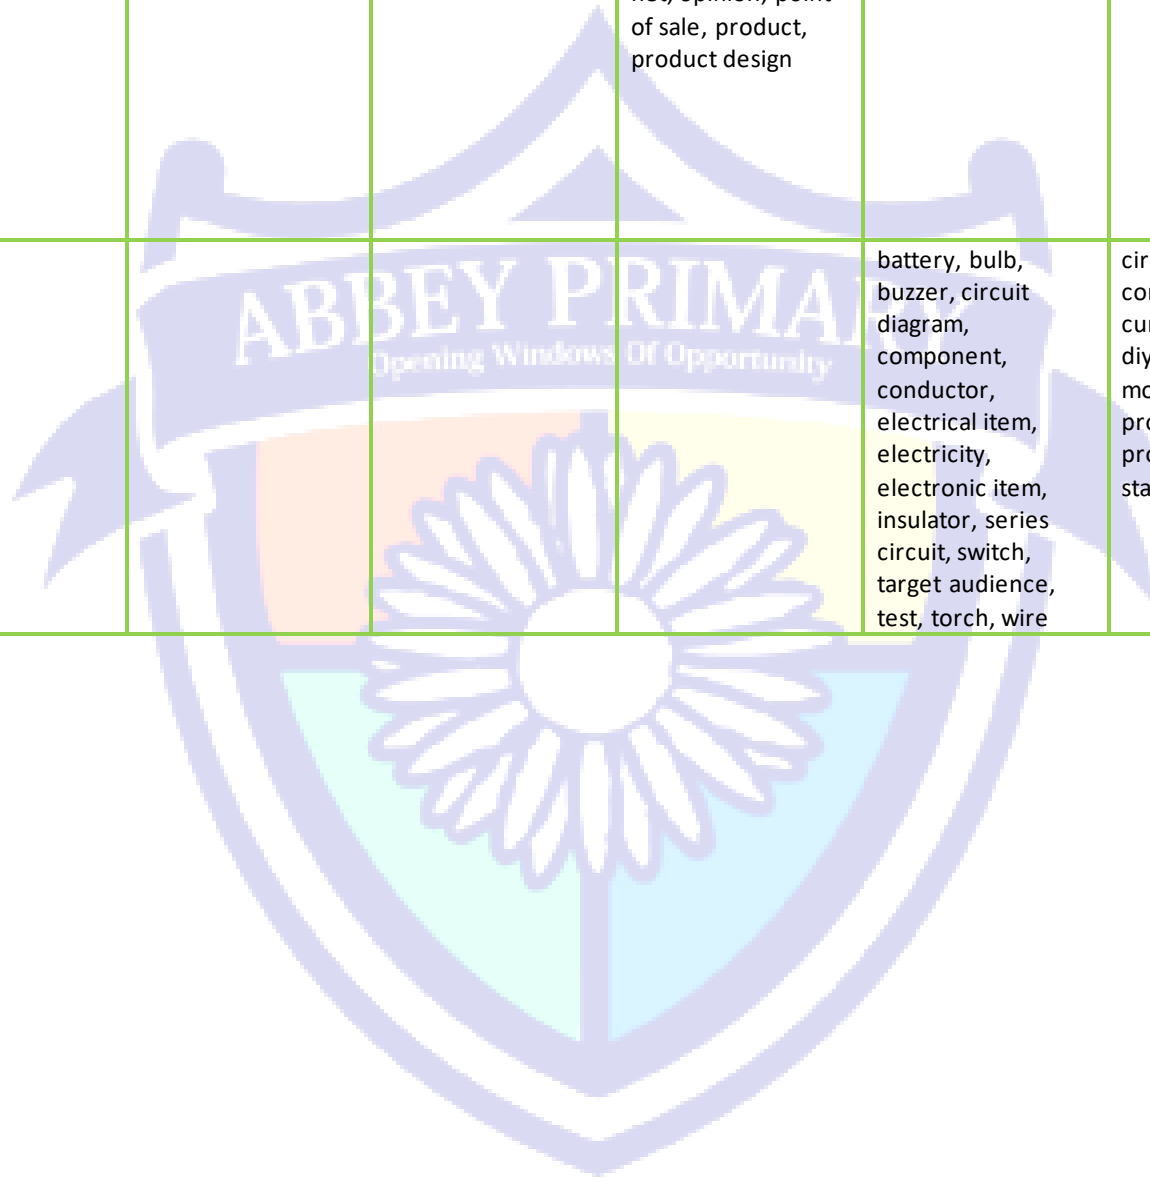 of sale, product,
product design
ABBEY PRIMARY
Opening Windows Of Opportunity
battery, bulb,
buzzer, circuit
diagram,
component,
conductor,
electrical item,
electricity,
electronic item,
insulator, series
circuit, switch,
target audience,
test, torch, wire